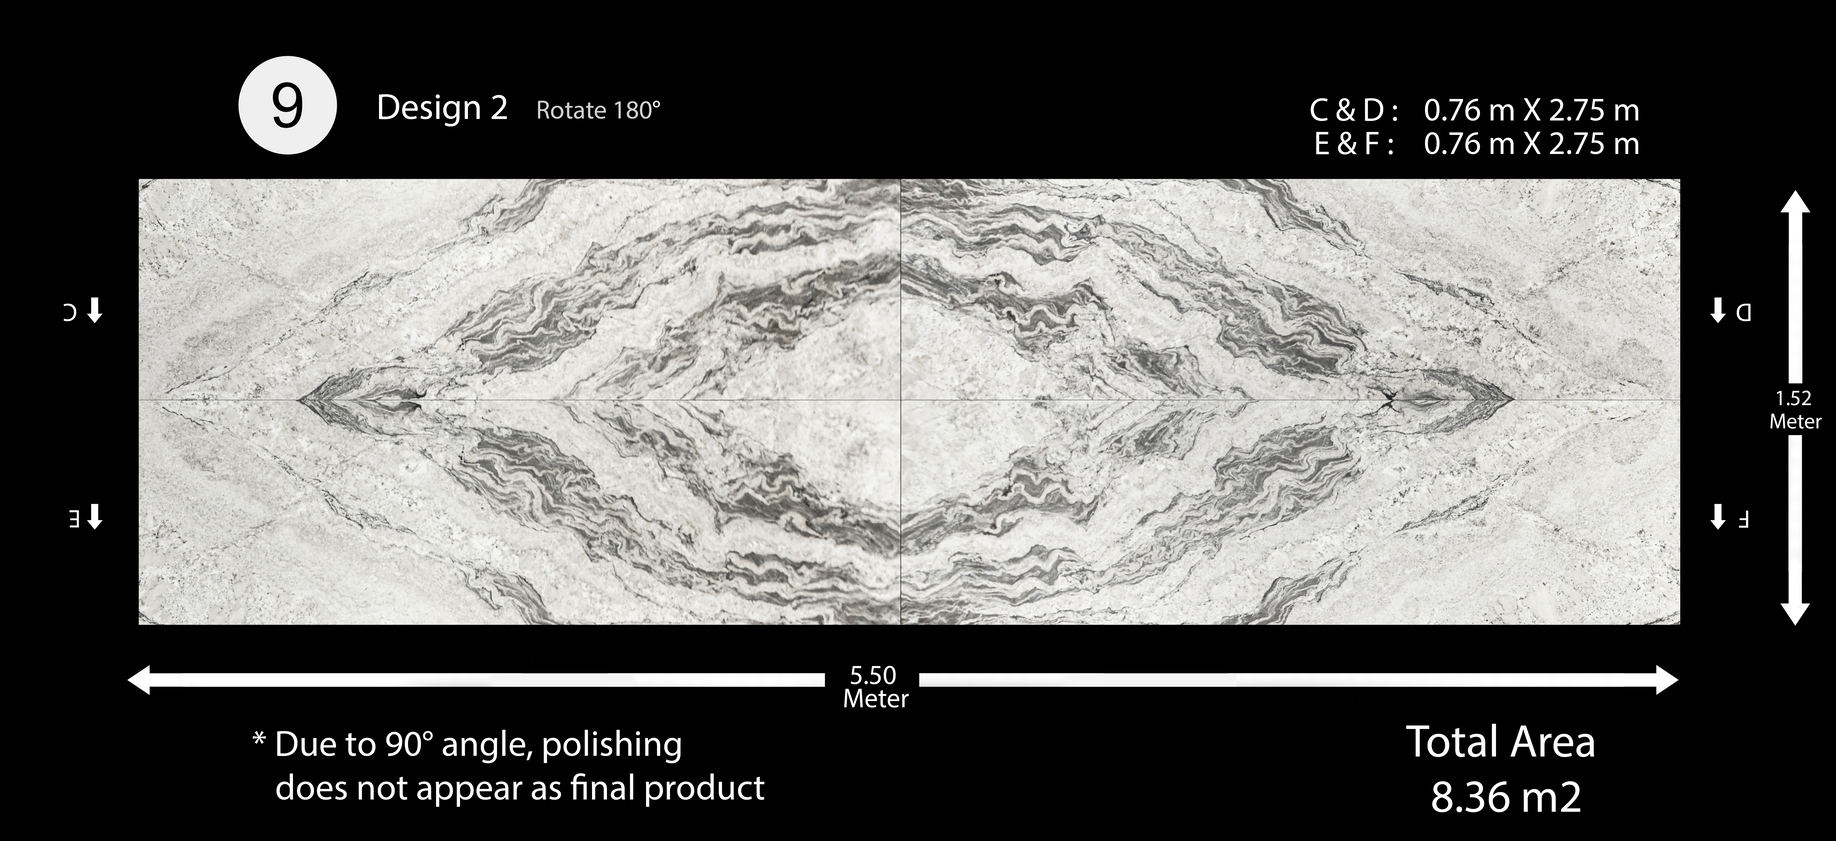 9
Design 2 Rotate 180°
C & D : 0.76 m X 2.75 m
E & F : 0.76 m X 2.75 m
C
D
1.52
Meter
E
F
5.50
Meter
* Due to 90° angle, polishing
does not appear as final product
Total Area
8.36 m2